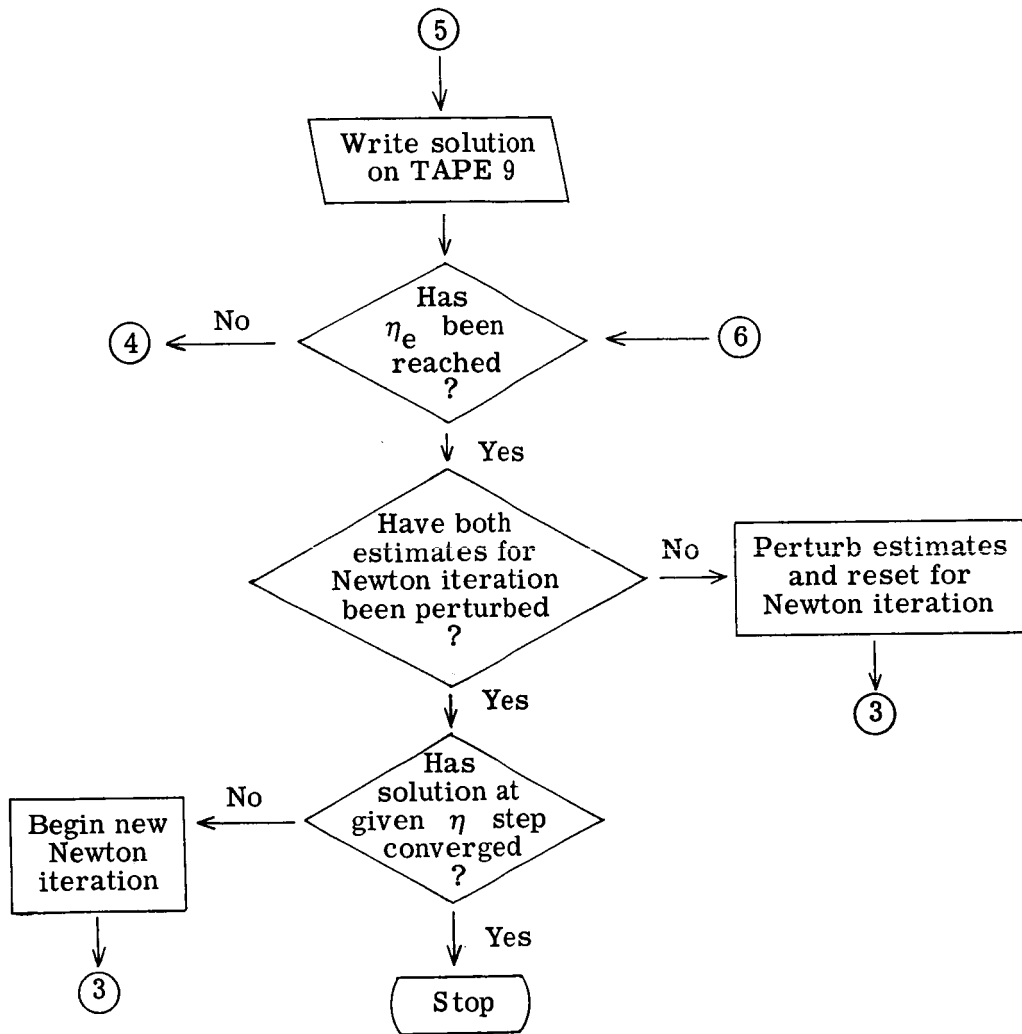 5
Write solution
on TAPE 9
Has
η_e been
reached
?
No
4
6
Yes
Have both
estimates for
Newton iteration
been perturbed
?
No
Perturb estimates
and reset for
Newton iteration
3
Yes
Has
solution at
given η step
converged
?
No
Begin new
Newton
iteration
3
Yes
Stop